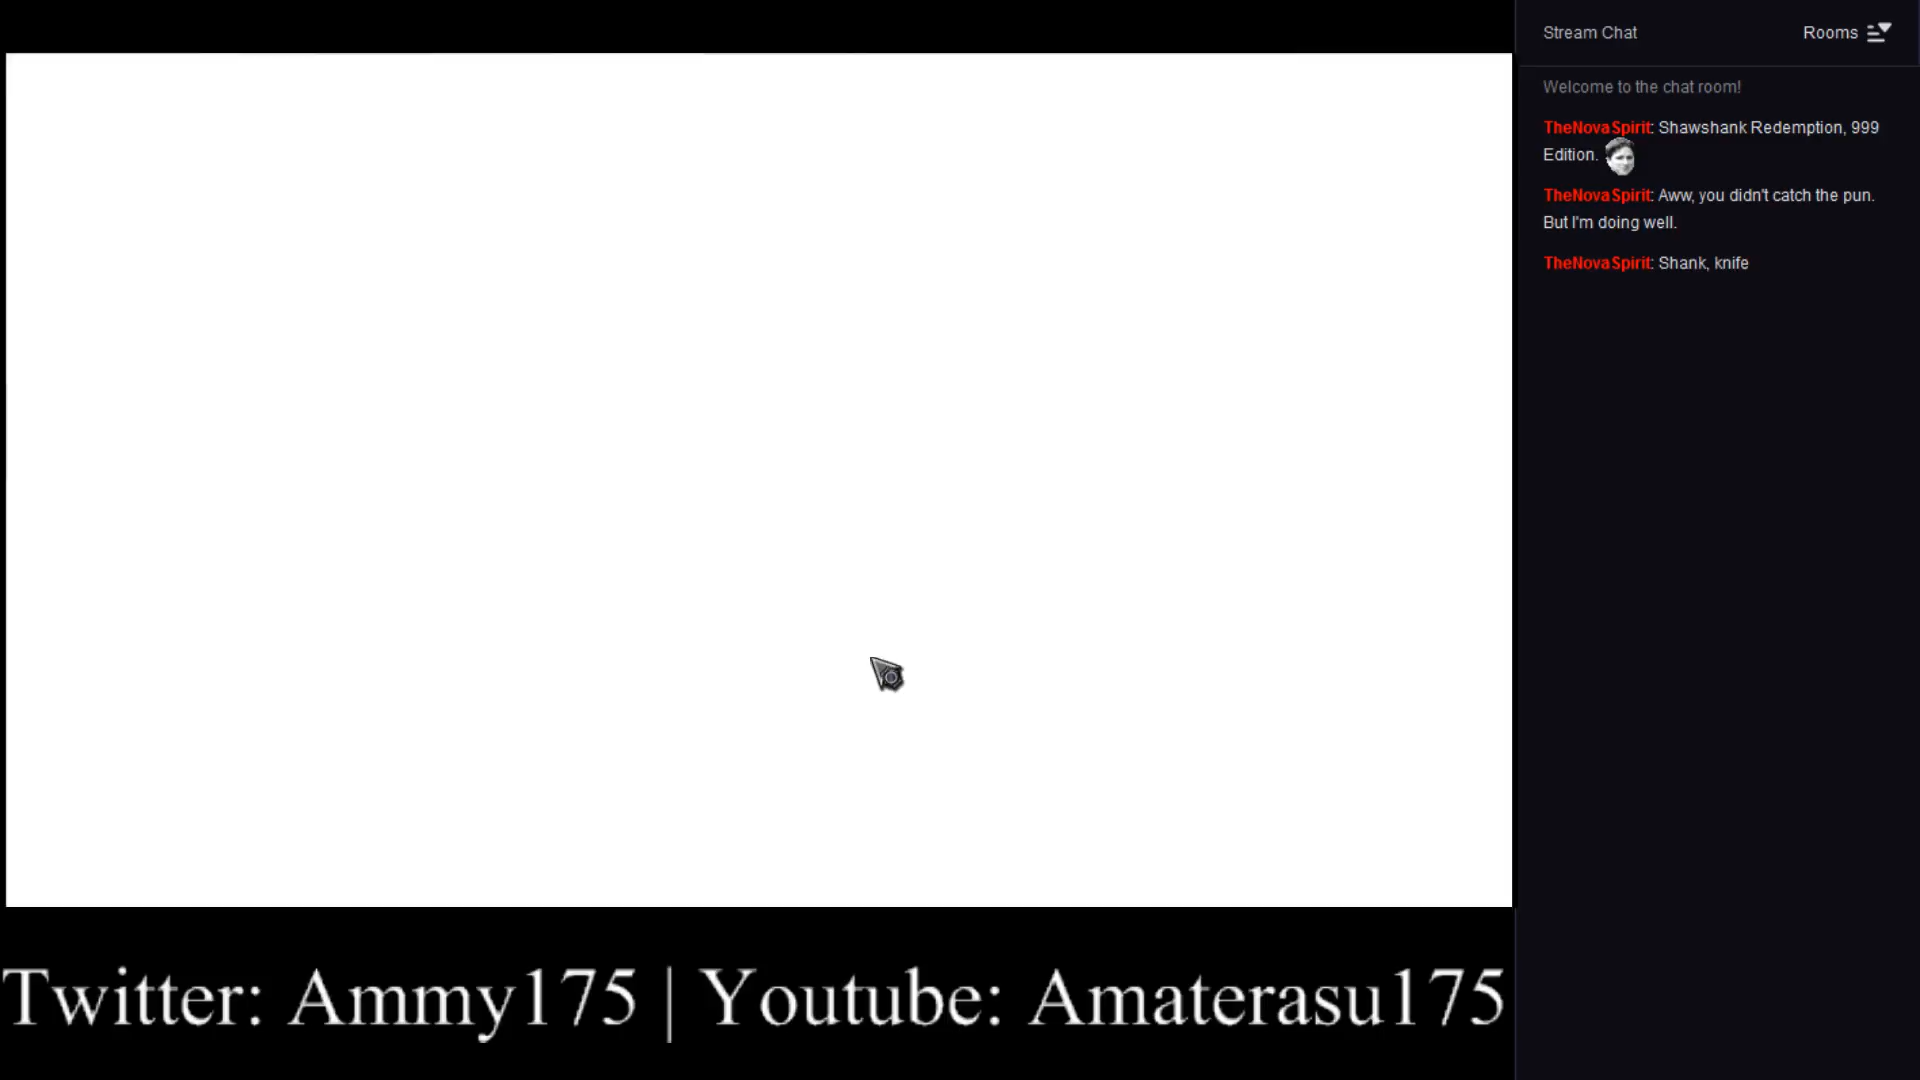 Stream Chat
Rooms
Welcome to the chat room!
TheNovaSpirit: Shawshank Redemption, 999
Edition.
TheNovaSpirit: Aww, you didn't catch the pun.
But I'm doing well.
TheNovaSpirit: Shank, knife
Twitter: Ammy175 | Youtube: Amaterasu175